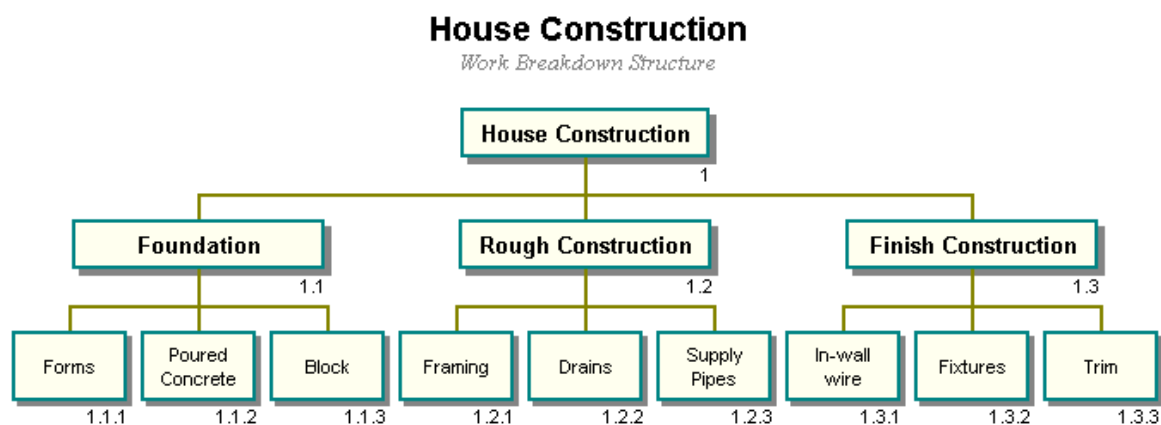 House Construction
Work Breakdown Structure
House Construction
1
Foundation
Rough Construction
Finish Construction
1.1
1.2
1.3
Forms
Poured
Concrete
Block
Framing
Drains
Supply
Pipes
In-wall
wire
Fixtures
Trim
1.1.1
1.1.2
1.1.3
1.2.1
1.2.2
1.2.3
1.3.1
1.3.2
1.3.3